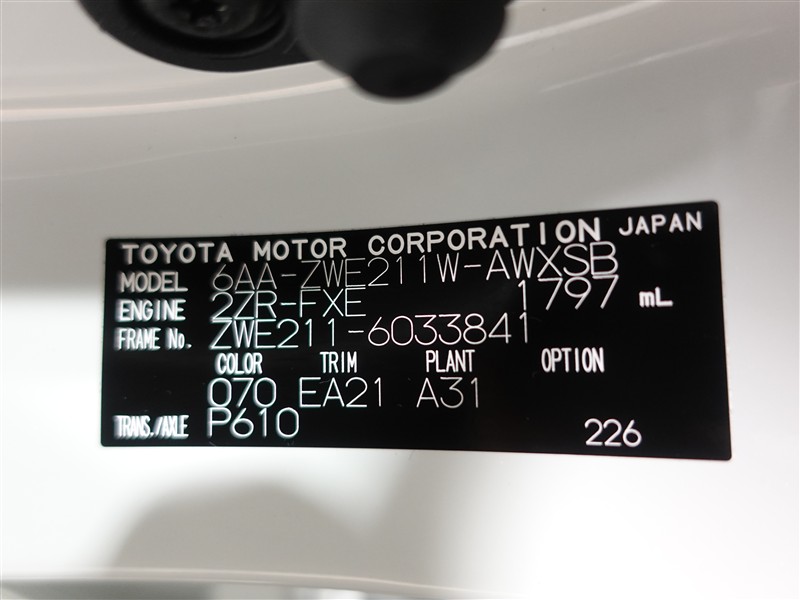 TOYOTA MOTOR CORPORATION JAPAN
MODEL 6AA-ZWE211W-AWXSB
ENGINE 2ZR-FXE 1797 mL
FRAME No. ZWE211-6033841
COLOR TRIM PLANT OPTION
070 EA21 A31
TRANS./AXLE P610 226